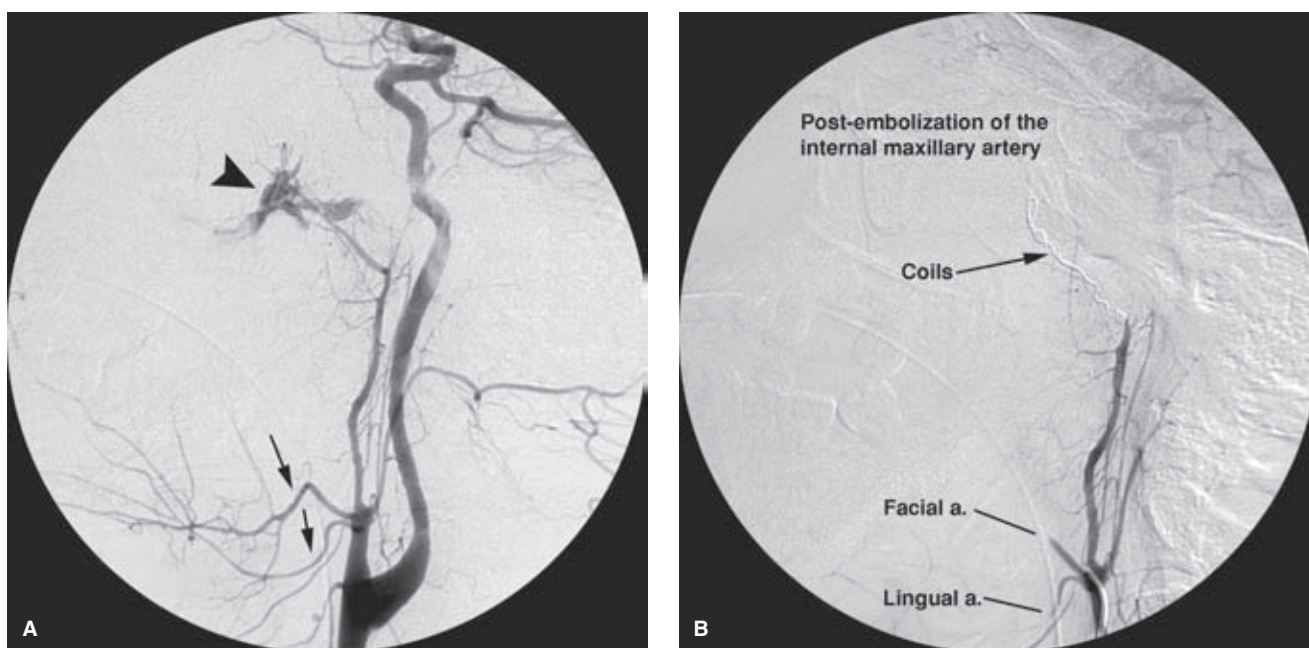 A
Post-embolization of the
internal maxillary artery
Coils
Facial a.
Lingual a.
B